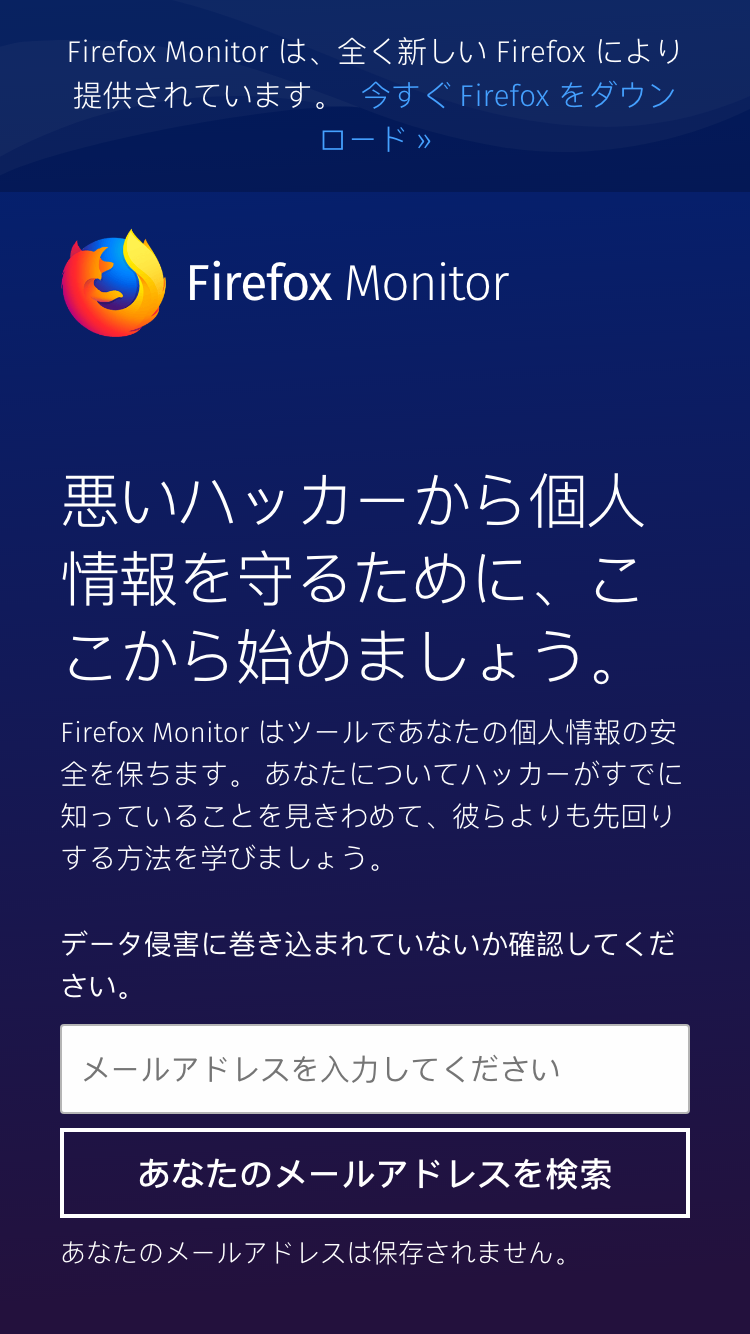 Firefox Monitor は、全く新しい Firefox により
提供されています。 今すぐ Firefox をダウン
ロード »
Firefox Monitor
悪いハッカーから個人
情報を守るために、こ
こから始めましょう。
Firefox Monitor はツールであなたの個人情報の安
全を保ちます。 あなたについてハッカーがすでに
知っていることを見きわめて、彼らよりも先回り
する方法を学びましょう。
データ侵害に巻き込まれていないか確認してくだ
さい。
メールアドレスを入力してください
あなたのメールアドレスを検索
あなたのメールアドレスは保存されません。